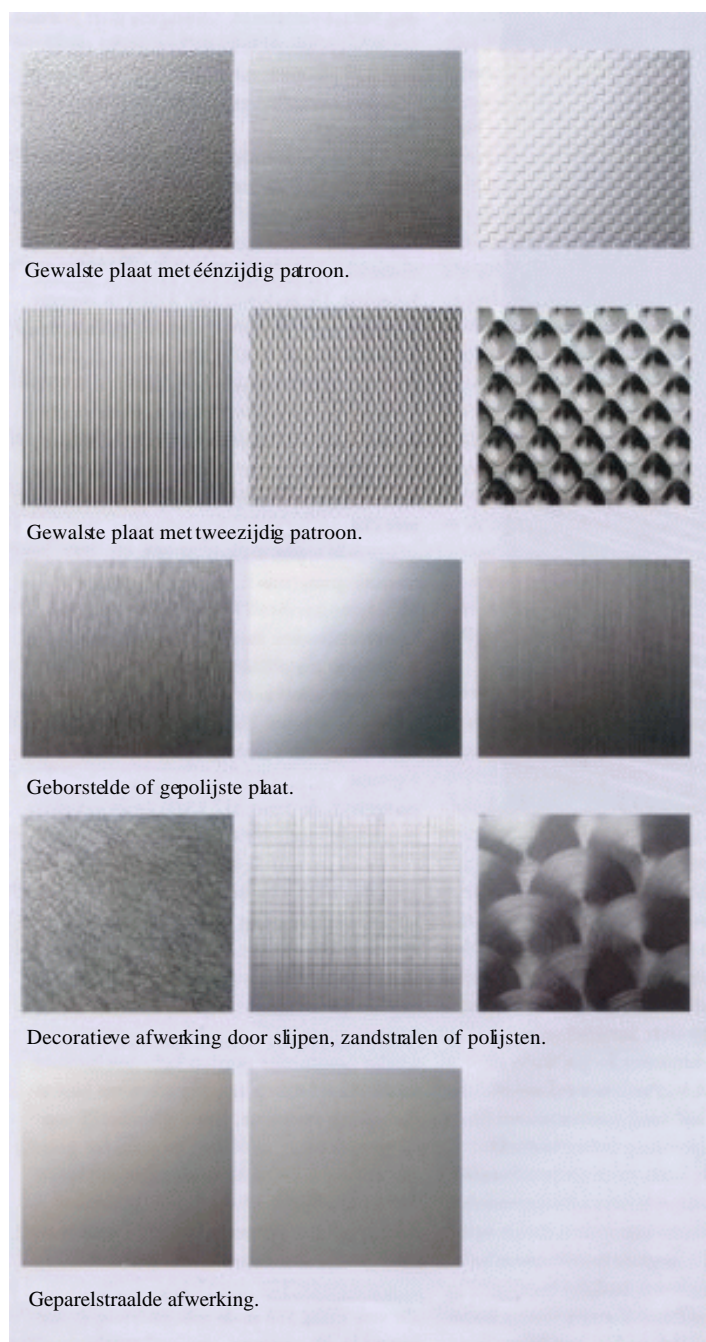 Gewalste plaat met éénzijdig patroon.
Gewalste plaat met tweezijdig patroon.
Geborstelde of gepolijste plaat.
Decoratieve afwerking door slijpen, zandstralen of polijsten.
Geparelstraalde afwerking.